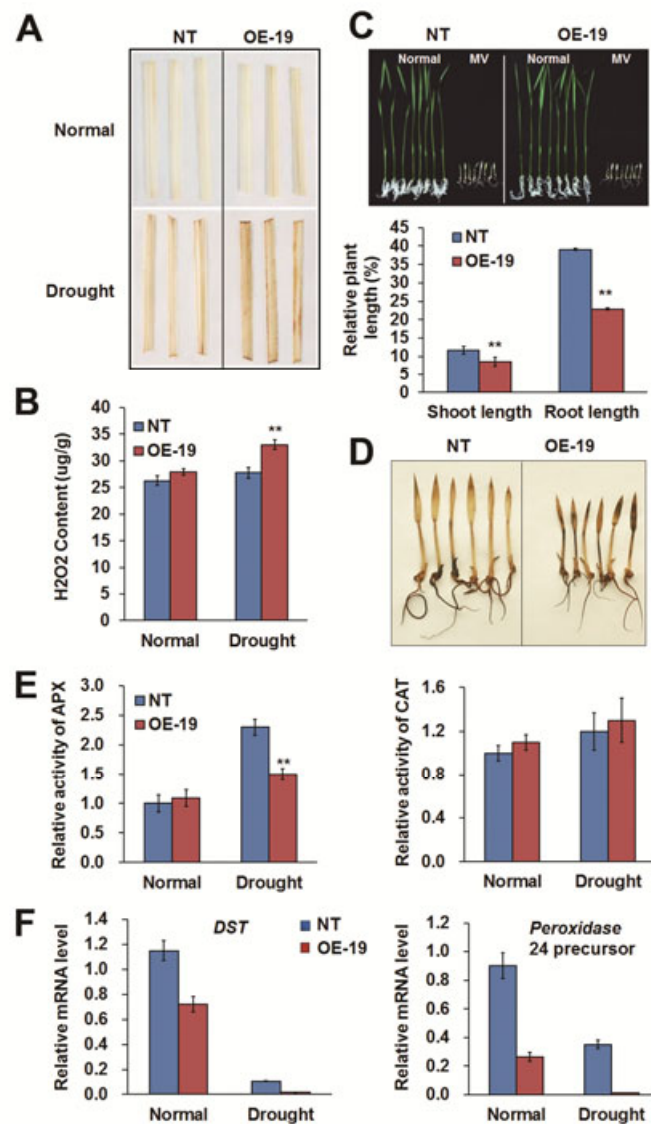 A
NT OE-19
Normal
Drought
B
H2O2 Content (ug/g)
40
35
30
25
20
15
10
5
0
NT
OE-19
**
Normal Drought
C
NT OE-19
Normal MV Normal MV
Relative plant
length (%)
45
40
35
30
25
20
15
10
5
0
NT
OE-19
**
**
Shoot length Root length
D
NT OE-19
E
Relative activity of APX
3.0
2.5
2.0
1.5
1.0
0.5
0.0
NT
OE-19
**
Normal Drought
Relative activity of CAT
1.6
1.2
0.8
0.4
0.0
Normal Drought
F
Relative mRNA level
1.4
1.2
1.0
0.8
0.6
0.4
0.2
0.0
DST
NT
OE-19
Normal Drought
Relative mRNA level
1.2
1.0
0.8
0.6
0.4
0.2
0.0
Peroxidase
24 precursor
Normal Drought